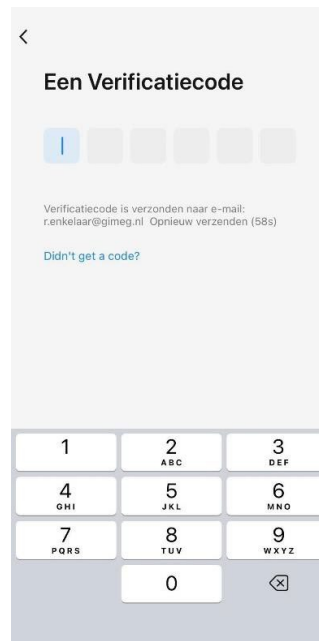 Een Verificatiecode
Verificatiecode is verzonden naar e-mail:
r.enkelaar@gimeg.nl Opnieuw verzenden (58s)
Didn't get a code?
1
2
3
ABC
DEF
4
5
6
GHI
JKL
MNO
7
8
9
PQRS
TUV
WXYZ
0